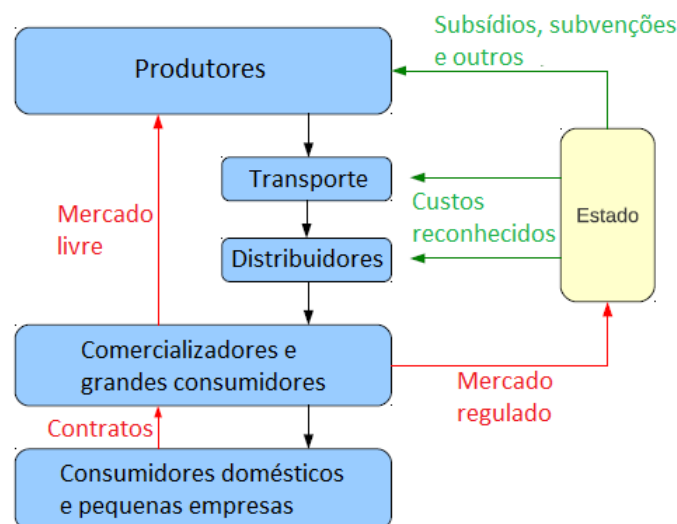 Subsídios, subvenções
e outros
Produtores
Transporte
Custos
reconhecidos
Estado
Mercado
livre
Distribuidores
Comercializadores e
grandes consumidores
Mercado
regulado
Contratos
Consumidores domésticos
e pequenas empresas